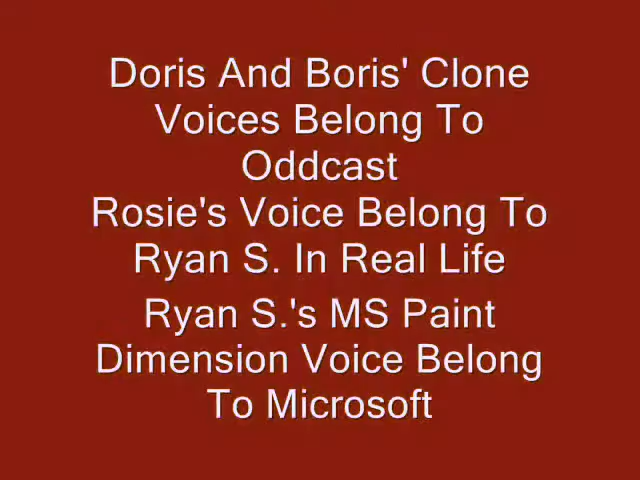 Doris And Boris' Clone
Voices Belong To
Oddcast
Rosie's Voice Belong To
Ryan S. In Real Life
Ryan S.'s MS Paint
Dimension Voice Belong
To Microsoft